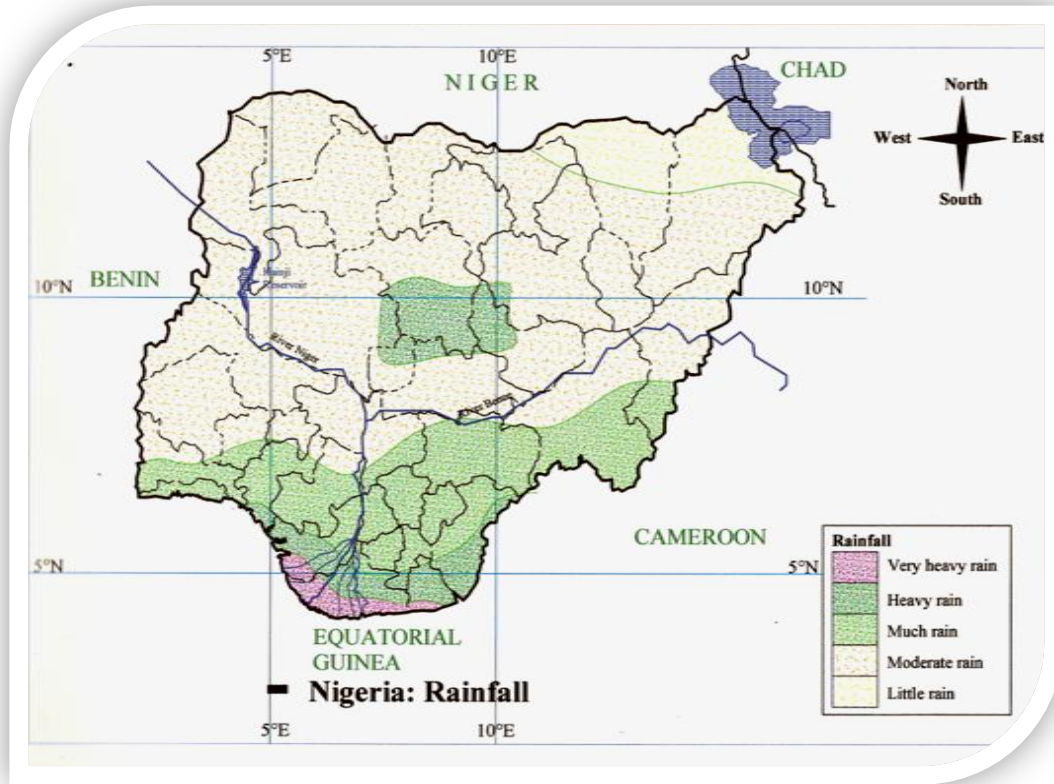 5°E
10°E
N I G E R
CHAD
North
West
East
South
BENIN
Kainji
Reservoir
10°N
10°N
River Niger
River Benue
CAMEROON
5°N
5°N
EQUATORIAL
GUINEA
Nigeria: Rainfall
5°E
10°E
Rainfall
Very heavy rain
Heavy rain
Much rain
Moderate rain
Little rain